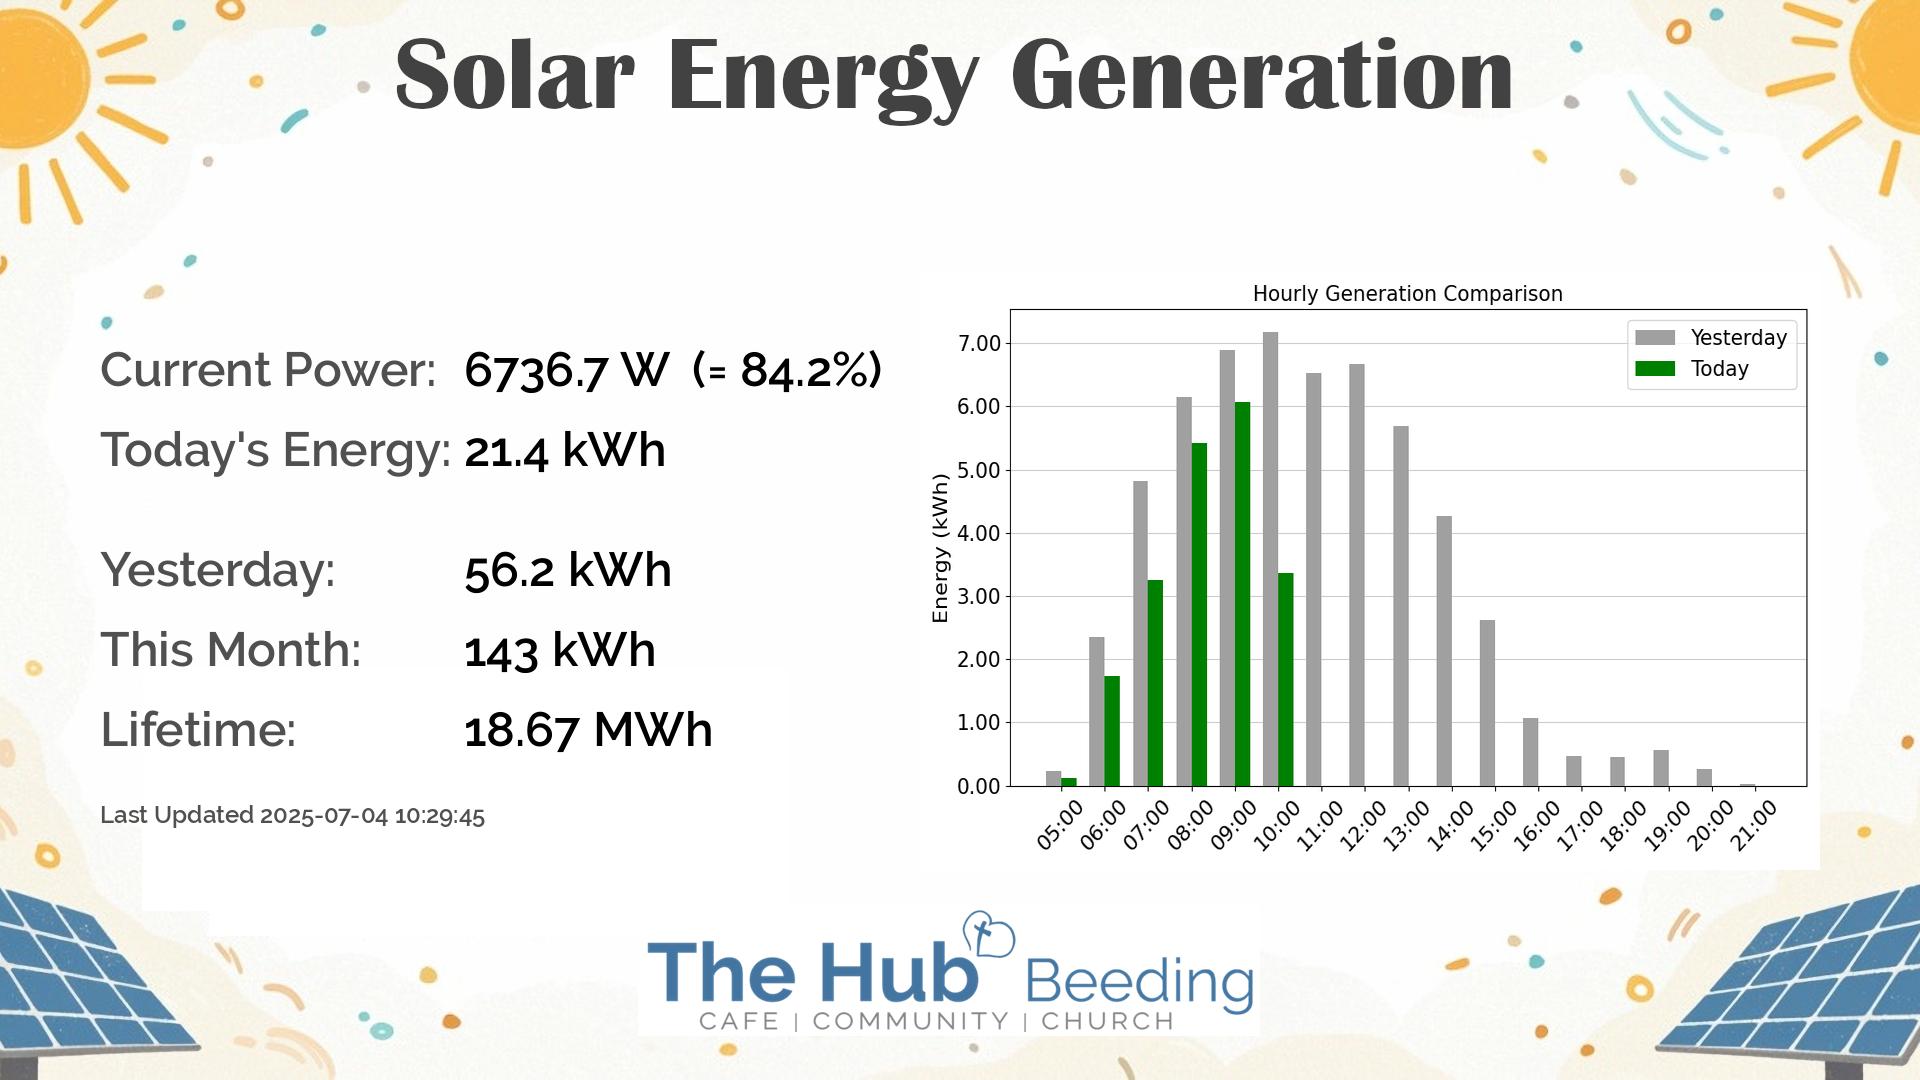 Solar Energy Generation
Current Power: 6736.7 W (= 84.2%)
Today's Energy: 21.4 kWh
Yesterday: 56.2 kWh
This Month: 143 kWh
Lifetime: 18.67 MWh
Last Updated 2025-07-04 10:29:45
Hourly Generation Comparison
Yesterday
Today
Energy (kWh)
7.00
6.00
5.00
4.00
3.00
2.00
1.00
0.00
05:00 06:00 07:00 08:00 09:00 10:00 11:00 12:00 13:00 14:00 15:00 16:00 17:00 18:00 19:00 20:00 21:00
The Hub Beeding
CAFE | COMMUNITY | CHURCH